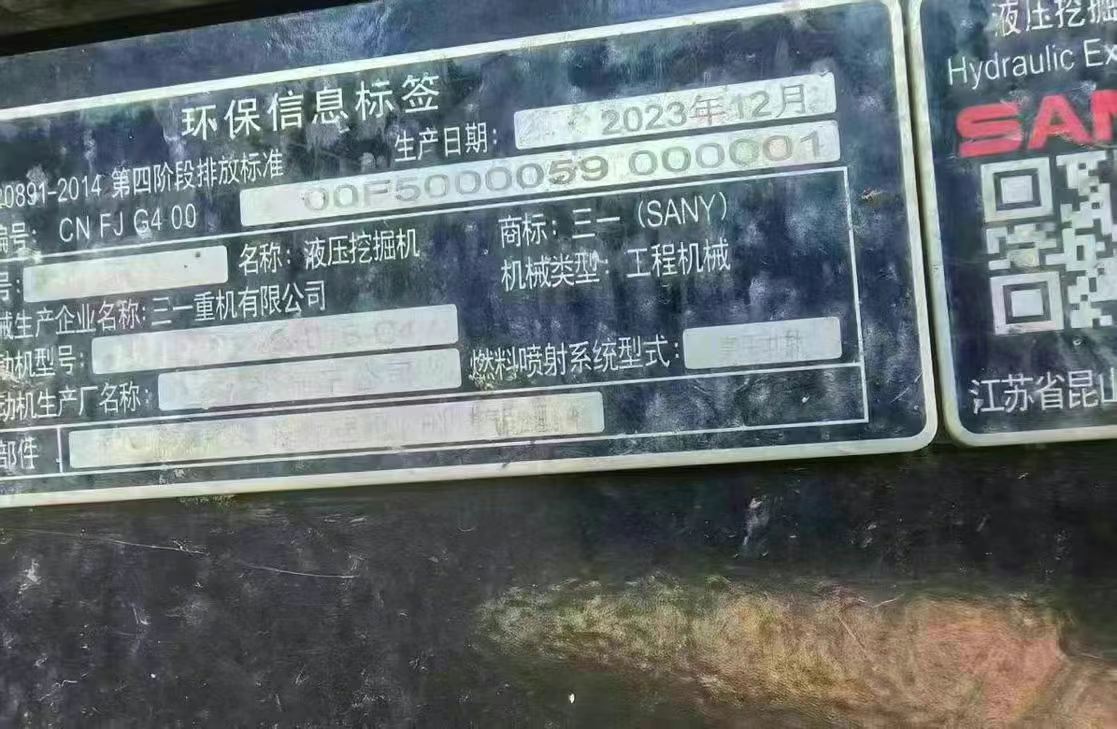 环保信息标签
生产日期: 2023年12月
0891-2014 第四阶段排放标准
编号: CN FJ G4 00 00F5000059 000001
号:
名称: 液压挖掘机
商标: 三一 (SANY)
机械类型: 工程机械
械生产企业名称: 三一重机有限公司
动机型号:
燃料喷射系统型式:
动机生产厂名称:
部件
液压挖掘
Hydraulic Ex
SAN
江苏省昆山